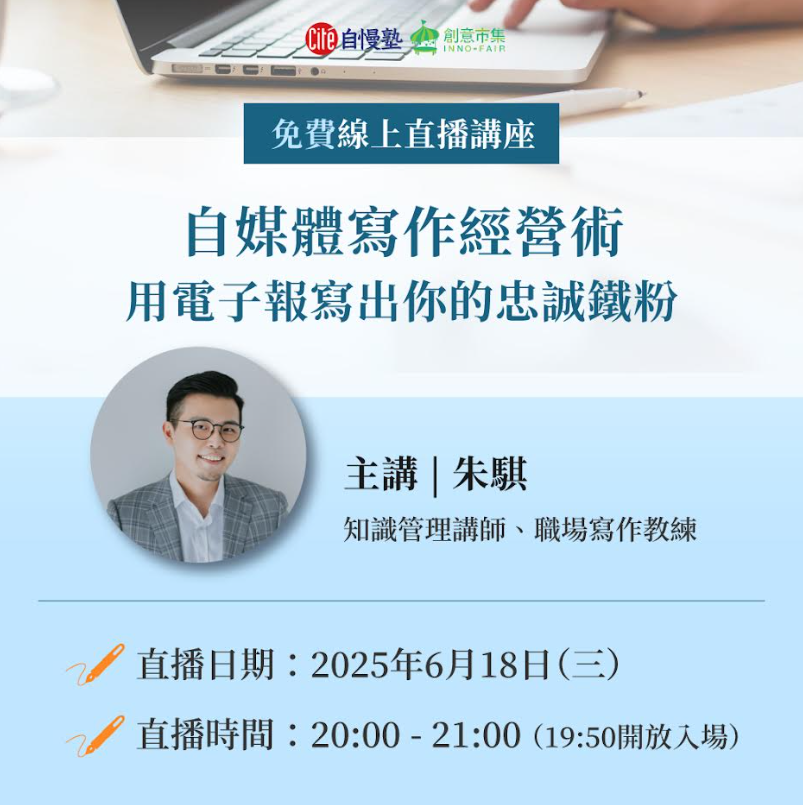 Cité 自慢塾 創意市集
INNO-FAIR
免費線上直播講座
自媒體寫作經營術
用電子報寫出你的忠誠鐵粉
主講 | 朱騏
知識管理講師、職場寫作教練
直播日期：2025年6月18日(三)
直播時間：20:00 - 21:00 (19:50開放入場)